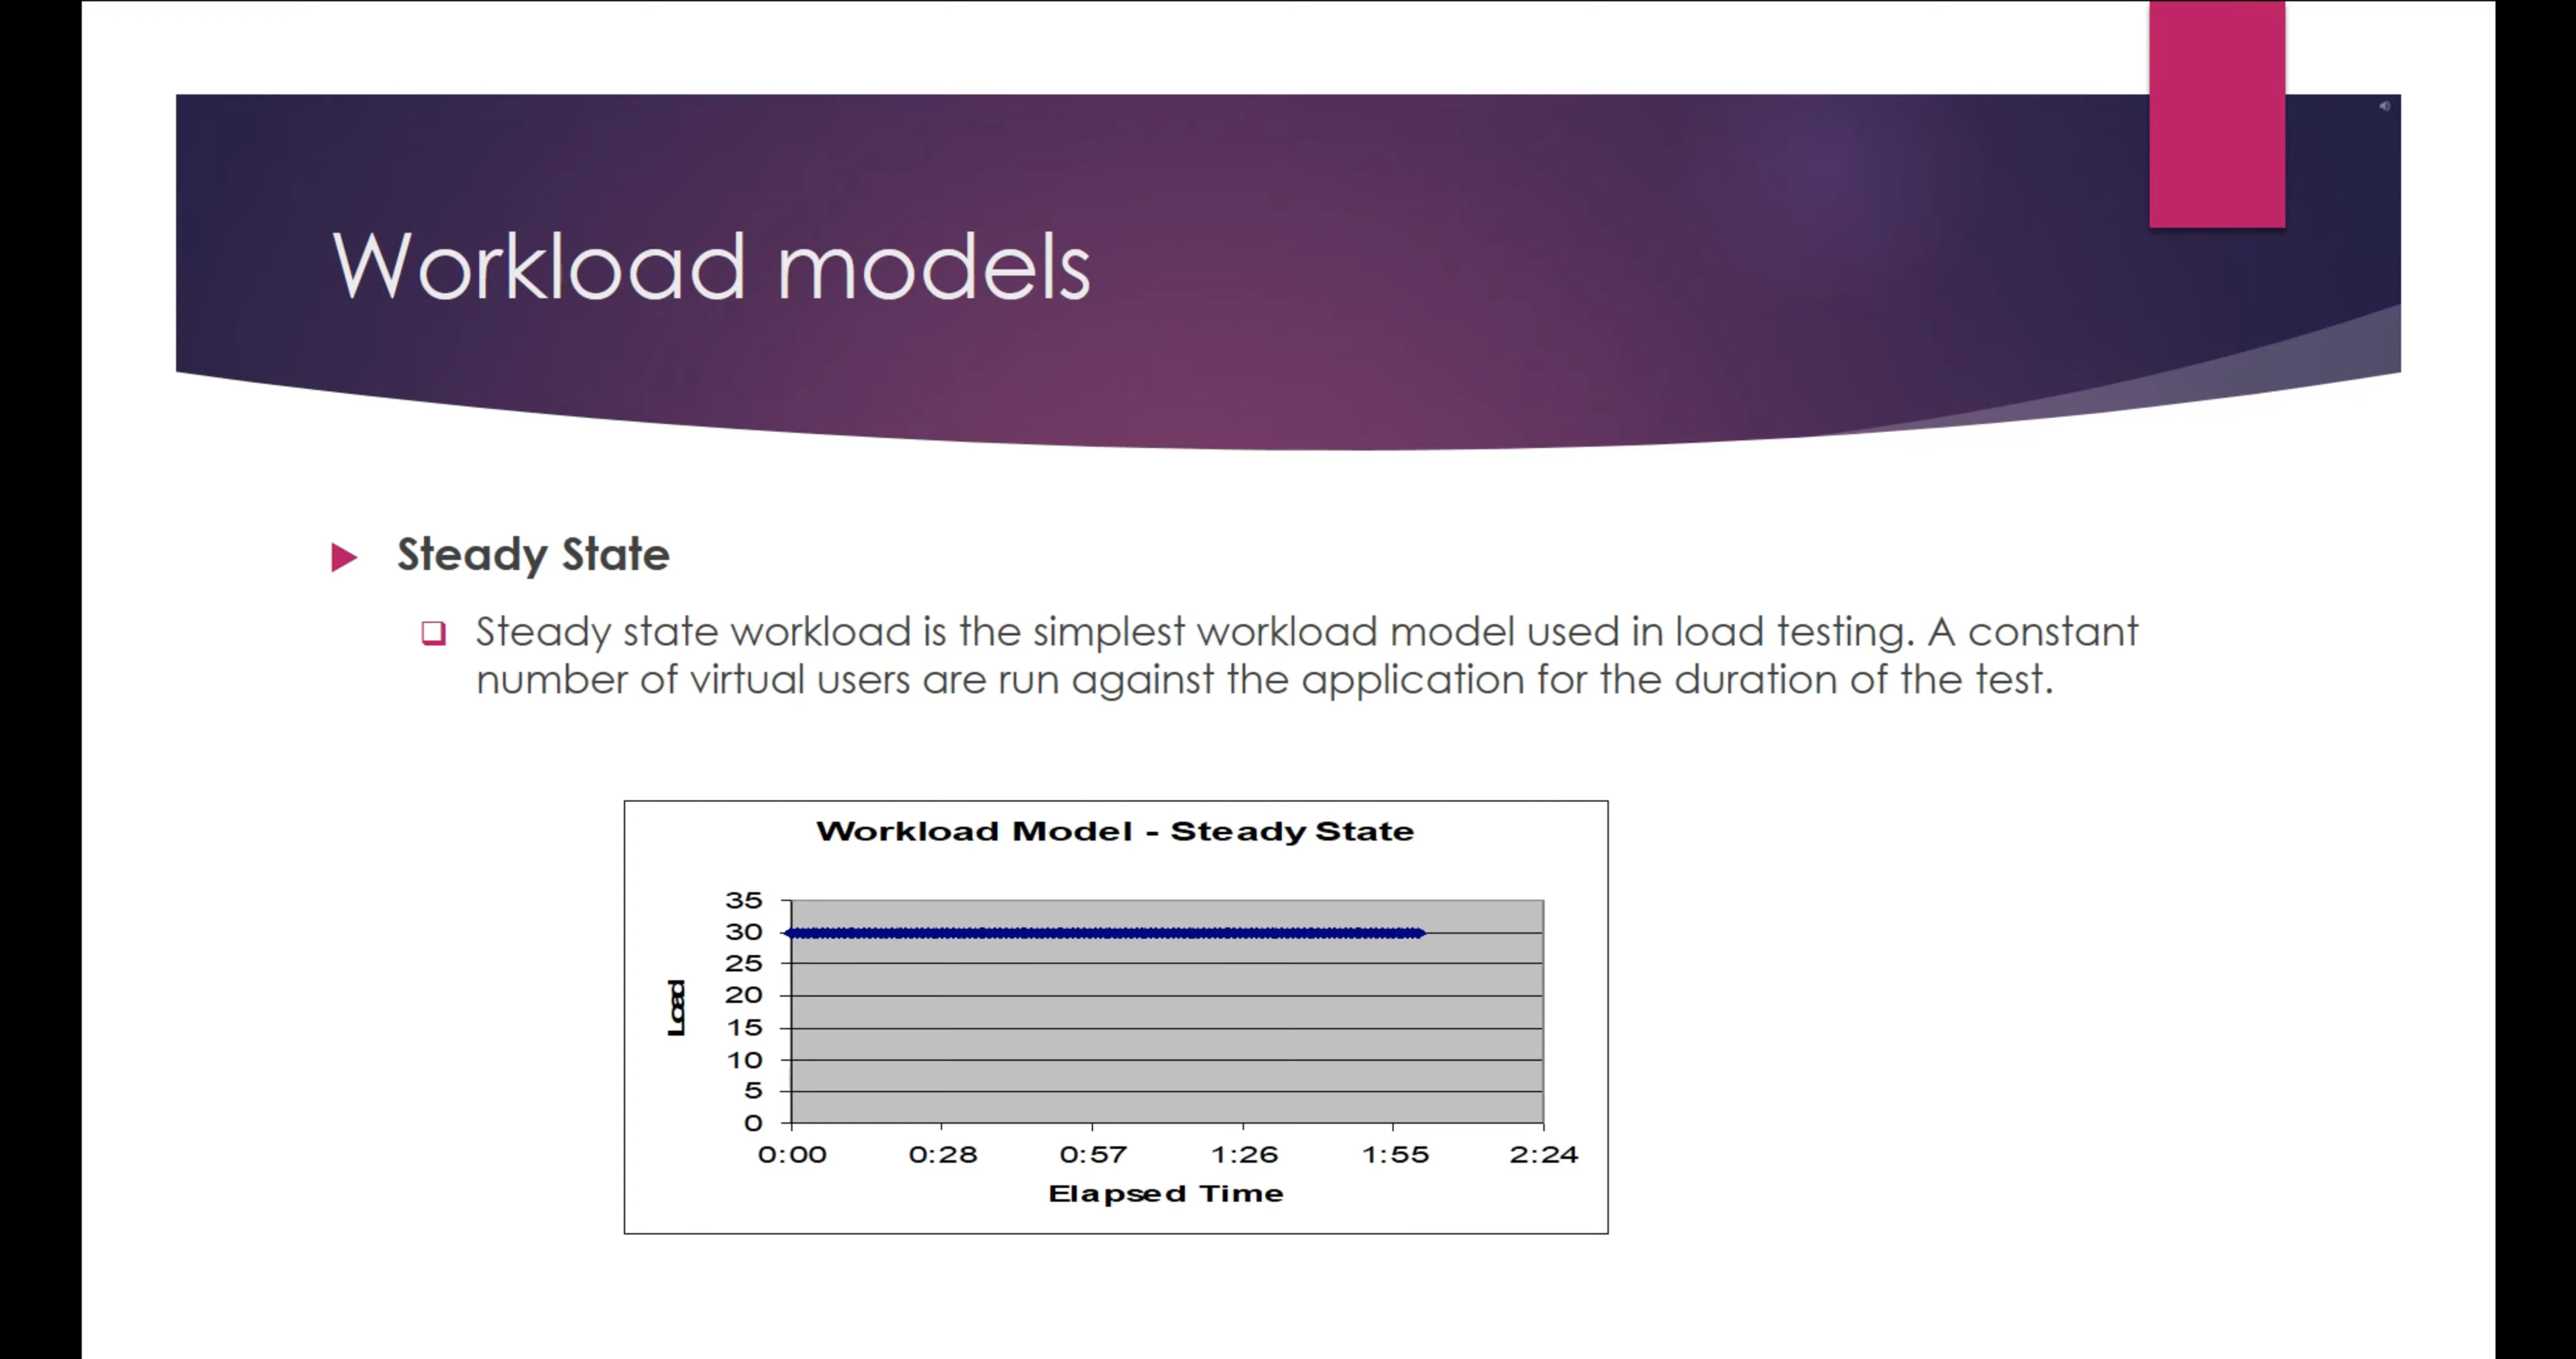 Workload models
Steady State
Steady state workload is the simplest workload model used in load testing. A constant
number of virtual users are run against the application for the duration of the test.
Workload Model - Steady State
35
30
25
20
15
10
5
0
Load
0:00 0:28 0:57 1:26 1:55 2:24
Elapsed Time